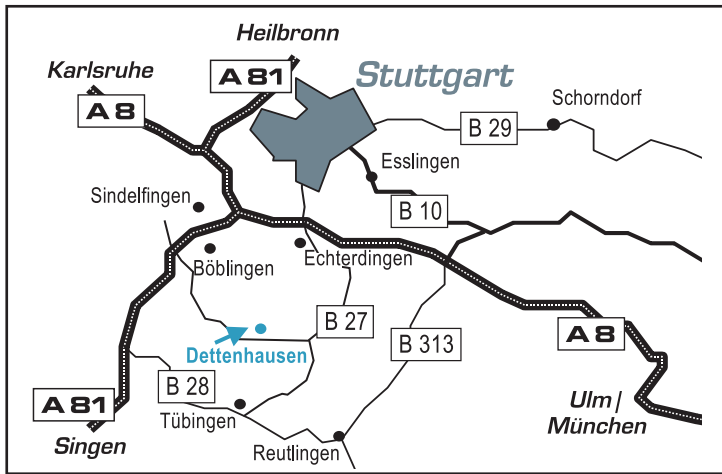 Heilbronn
Karlsruhe
A 81
Stuttgart
A 8
Schorndorf
B 29
Esslingen
Sindelfingen
B 10
Böblingen
Echterdingen
B 27
A 8
Dettenhausen
B 313
B 28
A 81
Tübingen
Ulm/
München
Singen
Reutlingen